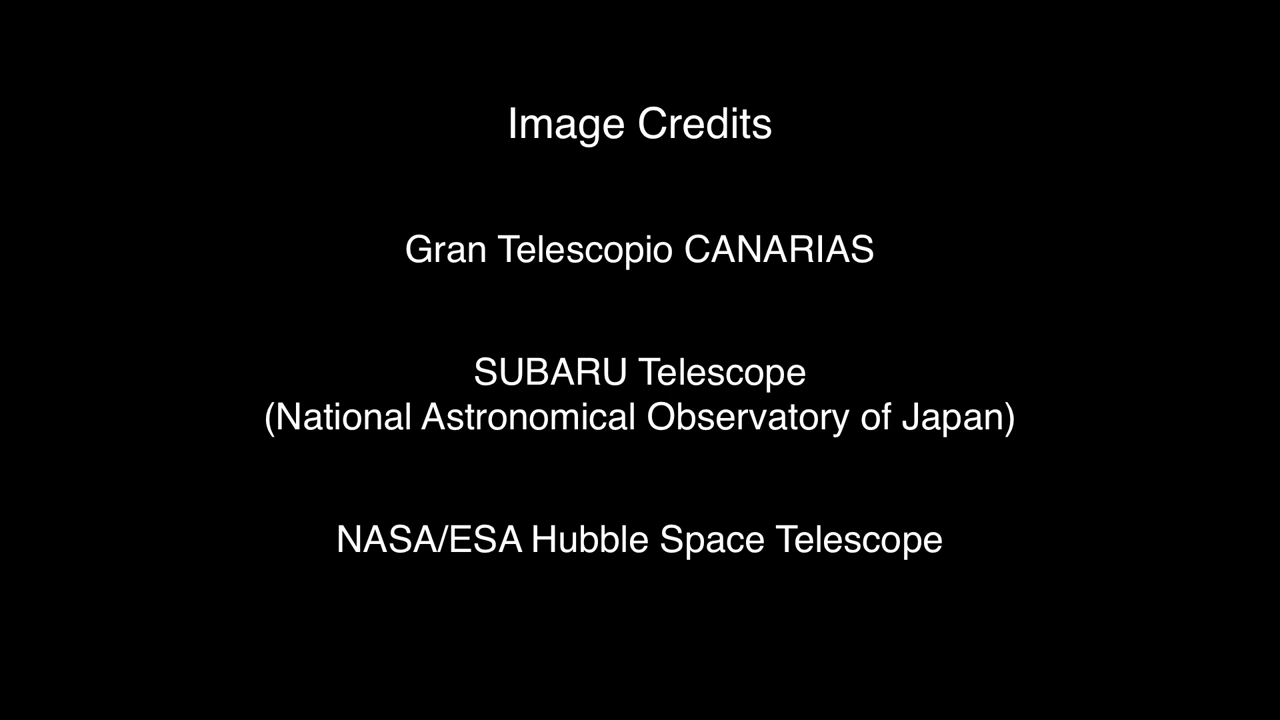 Image Credits
Gran Telescopio CANARIAS
SUBARU Telescope
(National Astronomical Observatory of Japan)
NASA/ESA Hubble Space Telescope